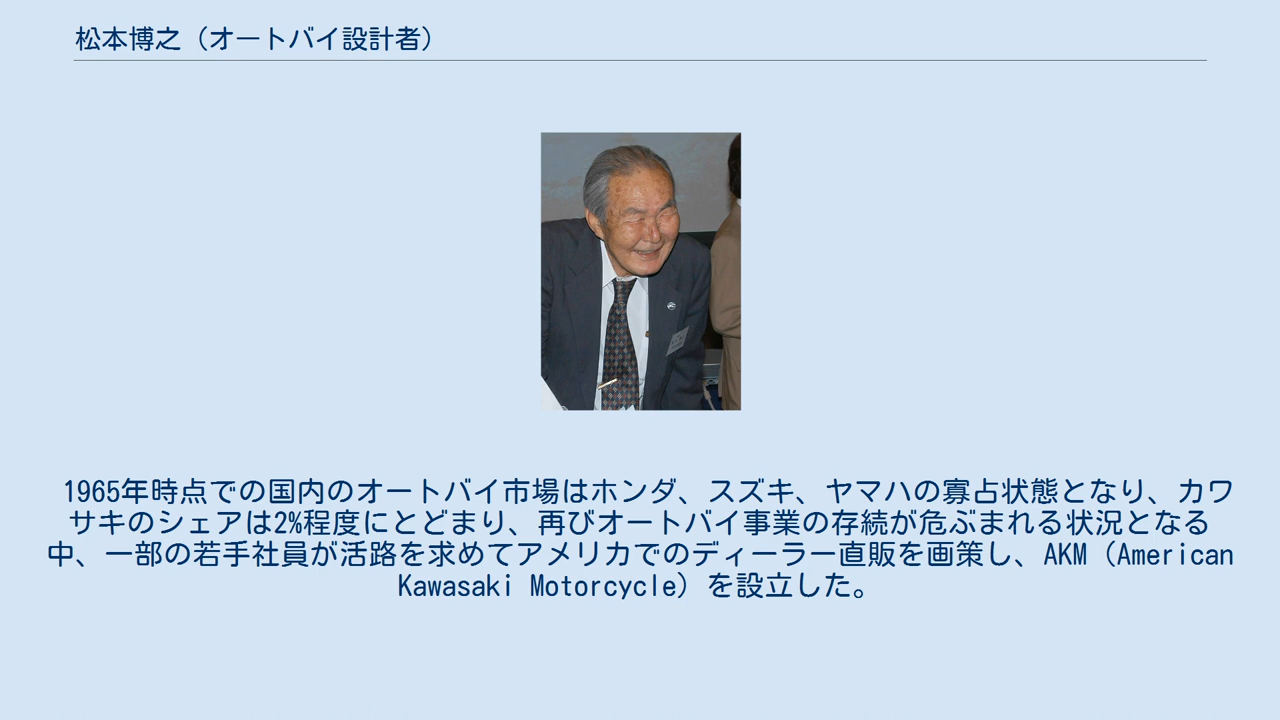 松本博之（オートバイ設計者）
1965年時点での国内のオートバイ市場はホンダ、スズキ、ヤマハの寡占状態となり、カワ
サキのシェアは2%程度にとどまり、再びオートバイ事業の存続が危ぶまれる状況となる
中、一部の若手社員が活路を求めてアメリカでのディーラー直販を画策し、AKM（American
Kawasaki Motorcycle）を設立した。